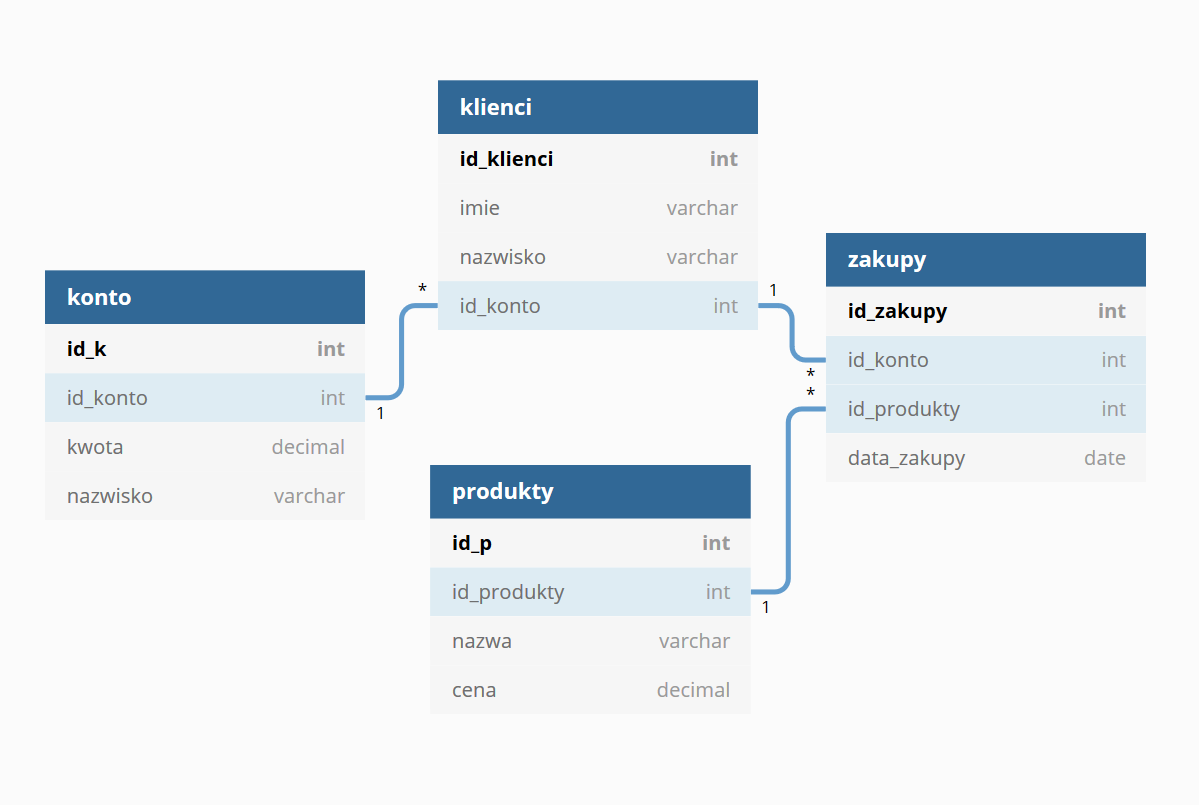 klienci
id_klienci int
imie varchar
nazwisko varchar
id_konto int
*
1
konto
id_k int
id_konto int
kwota decimal
nazwisko varchar
1
zakupy
id_zakupy int
id_konto int
id_produkty int
data_zakupy date
*
*
produkty
id_p int
id_produkty int
nazwa varchar
cena decimal
1